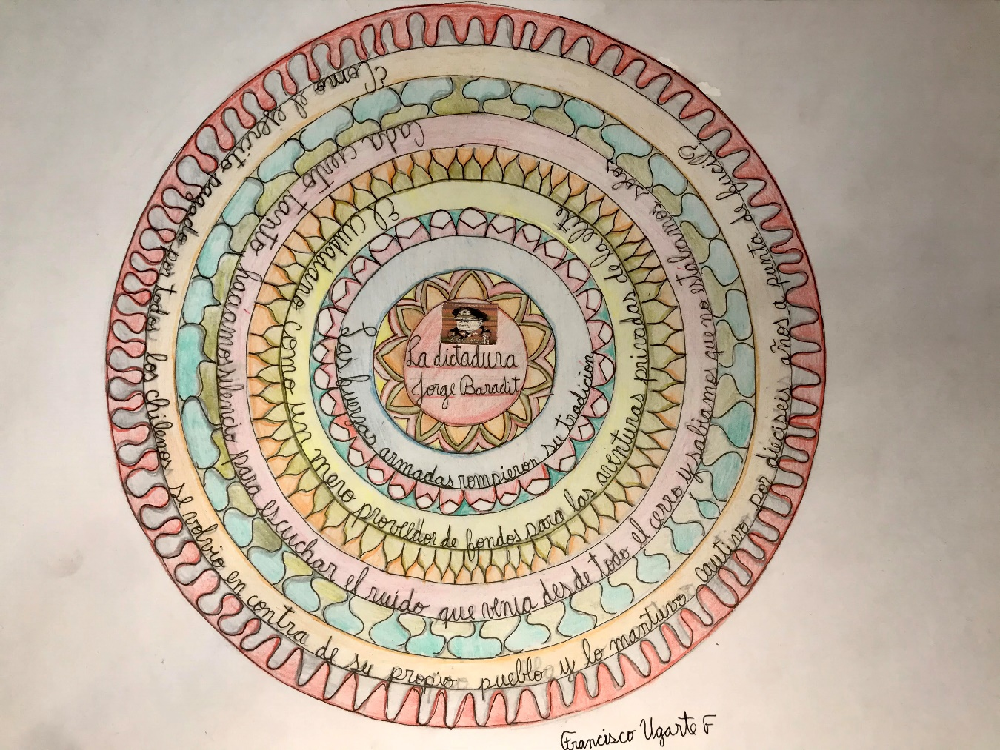 La dictadura
Jorge Baradit
Las fuerzas armadas rompieron su tradición
El ciudadano como un mero proveedor de fondos para las aventuras privadas de la elite
Cada cierto tanto hacíamos silencio para escuchar el ruido que venia desde todo el cerro y sabiamos que no estabamos solos
¿Como el ejercito pagado por todos los chilenos se volvio en contra de su propio pueblo y lo mantuvo cautivo por dieciseis años a punta de fusil?
Francisco Ugarte F